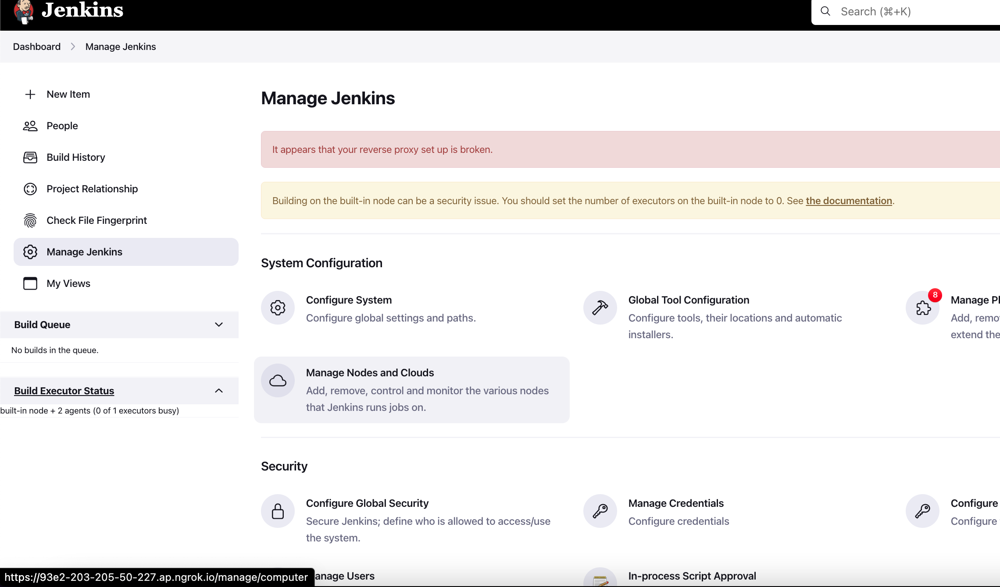 Jenkins
Search (⌘+K)
Dashboard
Manage Jenkins
New Item
People
Build History
Project Relationship
Check File Fingerprint
Manage Jenkins
My Views
Build Queue
No builds in the queue.
Build Executor Status
built-in node + 2 agents (0 of 1 executors busy)
Manage Jenkins
It appears that your reverse proxy set up is broken.
Building on the built-in node can be a security issue. You should set the number of executors on the built-in node to 0. See the documentation.
System Configuration
Configure System
Configure global settings and paths.
Global Tool Configuration
Configure tools, their locations and automatic
installers.
8
Manage Pl
Add, remo
extend the
Manage Nodes and Clouds
Add, remove, control and monitor the various nodes
that Jenkins runs jobs on.
Security
Configure Global Security
Secure Jenkins; define who is allowed to access/use
the system.
Manage Credentials
Configure credentials
Configure
Configure
anage Users
In-process Script Approval
https://93e2-203-205-50-227.ap.ngrok.io/manage/computer